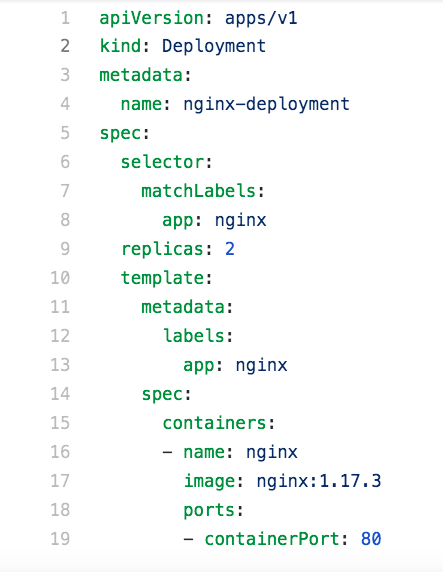 1 apiVersion: apps/v1
2 kind: Deployment
3 metadata:
4   name: nginx-deployment
5 spec:
6   selector:
7     matchLabels:
8       app: nginx
9   replicas: 2
10   template:
11     metadata:
12       labels:
13         app: nginx
14     spec:
15       containers:
16       - name: nginx
17         image: nginx:1.17.3
18         ports:
19         - containerPort: 80